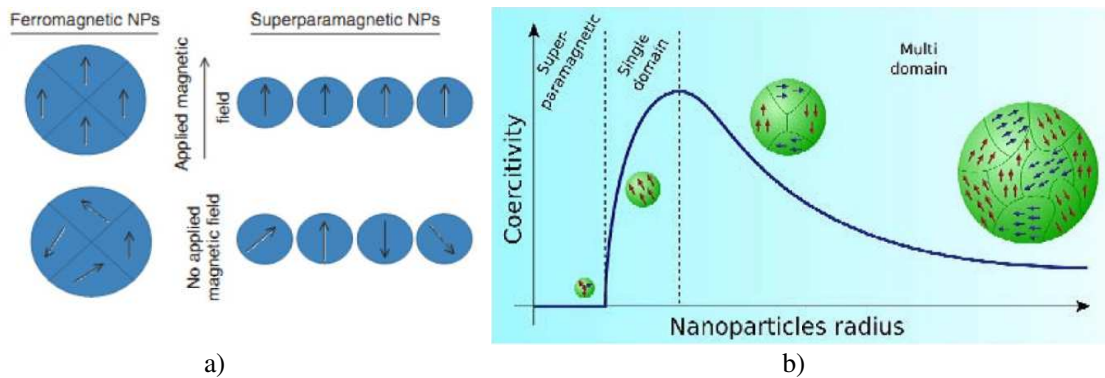 Ferromagnetic NPs
Superparamagnetic NPs
Applied magnetic
field
No applied
magnetic field
a)
Coercitivity
Super-
paramagnetic
Single
domain
Multi
domain
Nanoparticles radius
b)